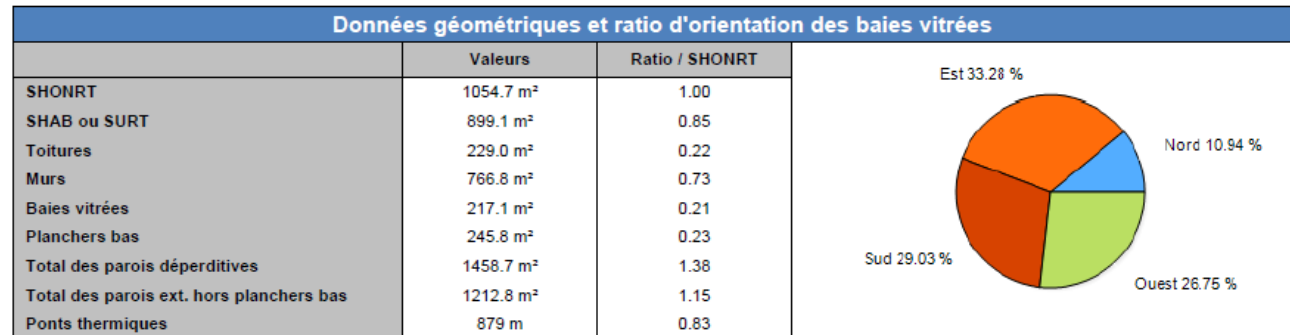 Données géométriques et ratio d'orientation des baies vitrées
Valeurs Ratio / SHONRT
SHONRT 1054.7 m² 1.00
SHAB ou SURT 899.1 m² 0.85
Toitures 229.0 m² 0.22
Murs 766.8 m² 0.73
Baies vitrées 217.1 m² 0.21
Planchers bas 245.8 m² 0.23
Total des parois déperditives 1458.7 m² 1.38
Total des parois ext. hors planchers bas 1212.8 m² 1.15
Ponts thermiques 879 m 0.83
Est 33.28 %
Nord 10.94 %
Sud 29.03 %
Ouest 26.75 %